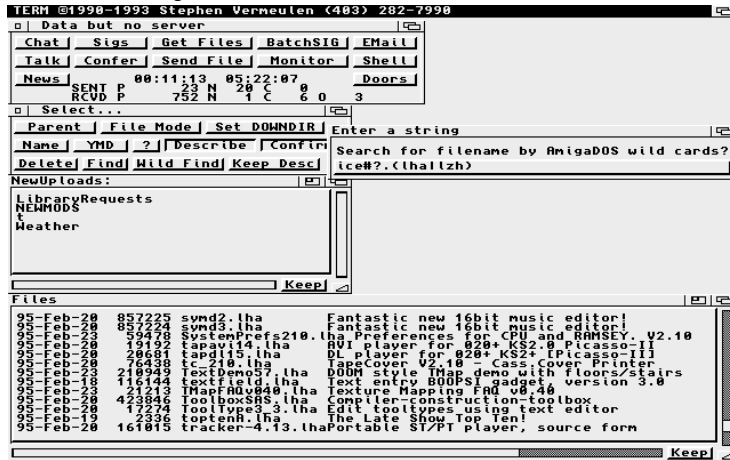 TERM ©1990-1993 Stephen Vermeulen (403) 282-7990
Data but no server
Chat Sigs Get Files BatchSIG EMail
Talk Confer Send File Monitor Shell
News 00:11:13 05:22:07 Doors
SENT P 23 N 20 C 0
RCVD P 752 N 1 C 6 O 3
Select...
Parent File Mode Set DOWNDIR
Name YMD ? Describe Confir
Delete Find Wild Find Keep Desc
Enter a string
Search for filename by AmigaDOS wild cards?
ice#?.(lha|lzh)
NewUploads:
LibraryRequests
NEWMODS
t
Weather
Keep
Files
95-Feb-20 857225 symd2.lha Fantastic new 16bit music editor!
95-Feb-20 857224 symd3.lha Fantastic new 16bit music editor!
95-Feb-23 59478 SystemPrefs210.lha Preferences for CPU and RAMSEY. V2.10
95-Feb-20 19192 tapavi14.lha AVI player for 020+ KS2.0 Picasso-II
95-Feb-20 20681 tapdl15.lha DL player for 020+ KS2+ [Picasso-II]
95-Feb-20 76438 tc_210.lha TapeCover V2.10 - Cass.Cover Printer
95-Feb-23 210949 TextDemo57.lha DOOM style TMap demo with floors/stairs
95-Feb-18 116144 textfield.lha Text entry BOOPSI gadget, version 3.0
95-Feb-23 21213 TMapFAQv040.lha Texture Mapping FAQ v0.40
95-Feb-20 423846 ToolboxSAS.lha Compiler-construction-toolbox
95-Feb-20 17274 ToolType3_3.lha Edit tooltypes using text editor
95-Feb-19 2336 toptenA.lha The Late Show Top Ten!
95-Feb-20 161015 tracker-4.13.lhaPortable ST/PT player, source form
Keep